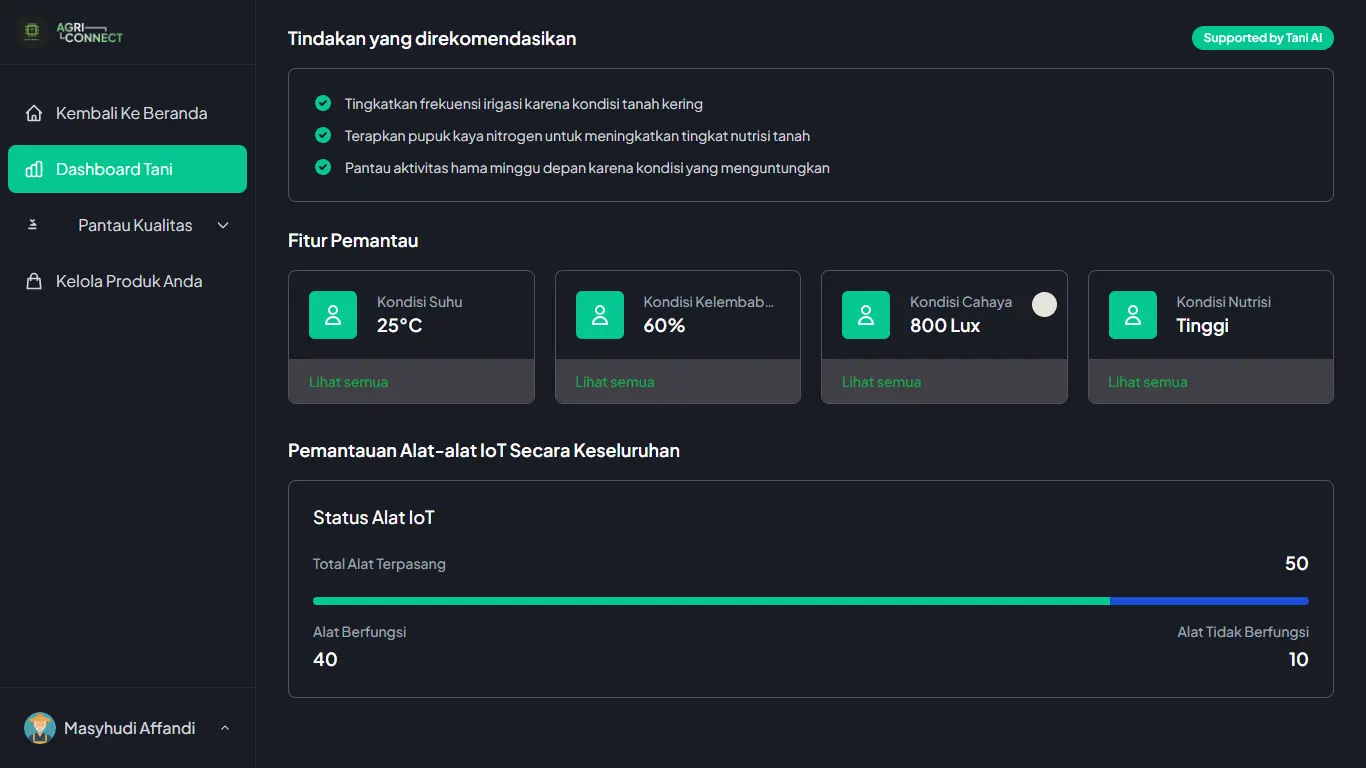 AGRI
CONNECT
Kembali Ke Beranda
Dashboard Tani
Pantau Kualitas
Kelola Produk Anda
Masyhudi Affandi
Tindakan yang direkomendasikan
Supported by Tani AI
Tingkatkan frekuensi irigasi karena kondisi tanah kering
Terapkan pupuk kaya nitrogen untuk meningkatkan tingkat nutrisi tanah
Pantau aktivitas hama minggu depan karena kondisi yang menguntungkan
Fitur Pemantau
Kondisi Suhu
25°C
Lihat semua
Kondisi Kelembab...
60%
Lihat semua
Kondisi Cahaya
800 Lux
Lihat semua
Kondisi Nutrisi
Tinggi
Lihat semua
Pemantauan Alat-alat IoT Secara Keseluruhan
Status Alat IoT
Total Alat Terpasang
50
Alat Berfungsi
40
Alat Tidak Berfungsi
10